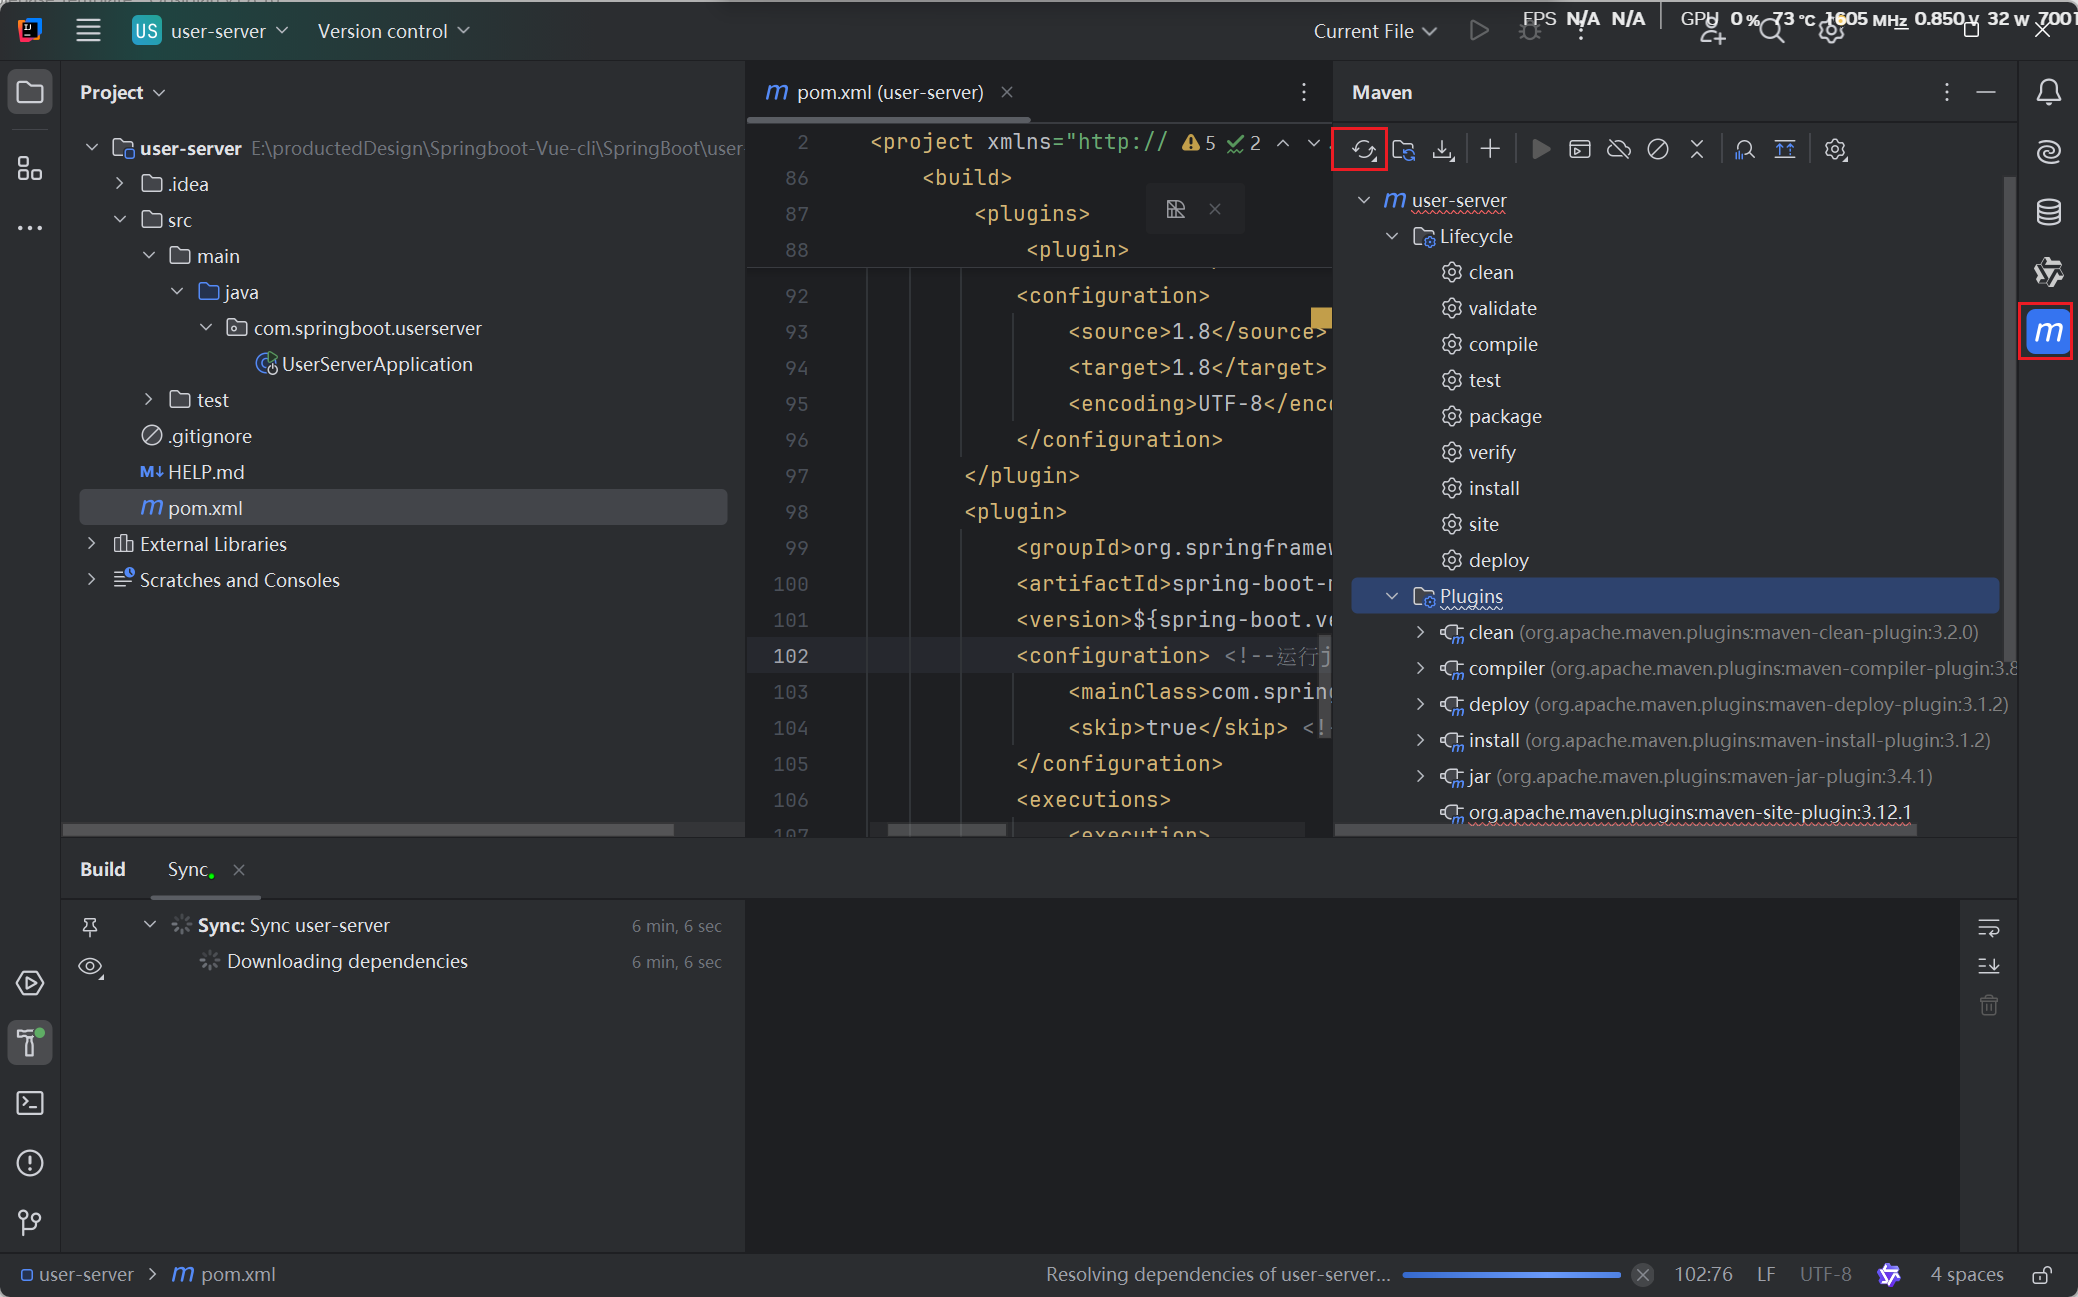 US user-server
Version control
Current File
FPS N/A N/A
GPU 0 % 73 °C 1605 MHz 0.850 V 32 W
Project
user-server E:\productedDesign\Springboot-Vue-cli\SpringBoot\user-
.idea
src
main
java
com.springboot.userserver
UserServerApplication
test
.gitignore
M↓ HELP.md
m pom.xml
External Libraries
Scratches and Consoles
m pom.xml (user-server)
2 <project xmlns="http:// 5 2
86 <build>
87 <plugins>
88 <plugin>
92 <configuration>
93 <source>1.8</source>
94 <target>1.8</target>
95 <encoding>UTF-8</enc
96 </configuration>
97 </plugin>
98 <plugin>
99 <groupId>org.springframew
100 <artifactId>spring-boot-m
101 <version>${spring-boot.ve
102 <configuration> <!--运行j
103 <mainClass>com.spring
104 <skip>true</skip> <!
105 </configuration>
106 <executions>
107 <execution>
Maven
m user-server
Lifecycle
clean
validate
compile
test
package
verify
install
site
deploy
Plugins
clean (org.apache.maven.plugins:maven-clean-plugin:3.2.0)
compiler (org.apache.maven.plugins:maven-compiler-plugin:3.8
deploy (org.apache.maven.plugins:maven-deploy-plugin:3.1.2)
install (org.apache.maven.plugins:maven-install-plugin:3.1.2)
jar (org.apache.maven.plugins:maven-jar-plugin:3.4.1)
org.apache.maven.plugins:maven-site-plugin:3.12.1
m
Build
Sync
Sync: Sync user-server 6 min, 6 sec
Downloading dependencies 6 min, 6 sec
user-server
m pom.xml
Resolving dependencies of user-server...
102:76
LF
UTF-8
4 spaces